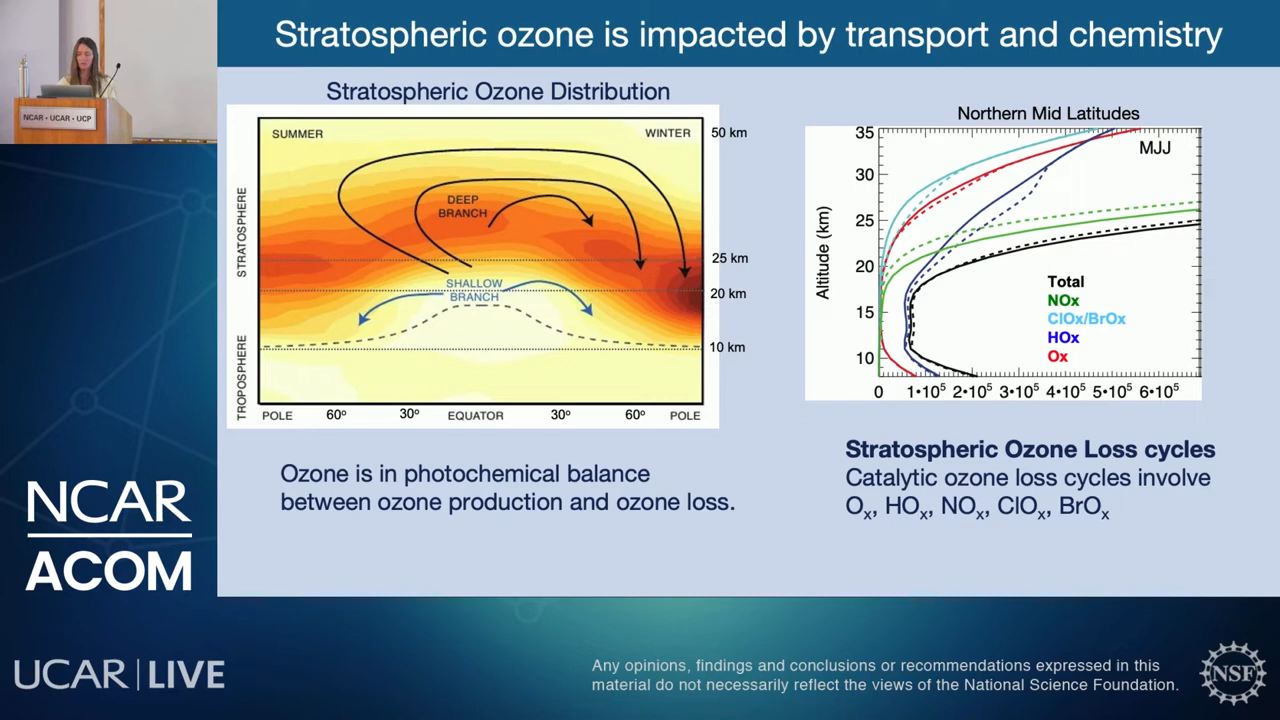 Stratospheric ozone is impacted by transport and chemistry
NCAR • UCAR • UCP
Stratospheric Ozone Distribution
SUMMER
WINTER
50 km
STRATOSPHERE
DEEP
BRANCH
25 km
SHALLOW
BRANCH
20 km
10 km
TROPOSPHERE
POLE 60º 30º EQUATOR 30º 60º POLE
Northern Mid Latitudes
MJJ
Altitude (km)
35
30
25
20
15
10
Total
NOx
ClOx/BrOx
HOx
Ox
0 1•10⁵ 2•10⁵ 3•10⁵ 4•10⁵ 5•10⁵ 6•10⁵
Ozone is in photochemical balance
between ozone production and ozone loss.
Stratospheric Ozone Loss cycles
Catalytic ozone loss cycles involve
Oₓ, HOₓ, NOₓ, ClOₓ, BrOₓ
NCAR
ACOM
UCAR | LIVE
Any opinions, findings and conclusions or recommendations expressed in this
material do not necessarily reflect the views of the National Science Foundation.
NSF